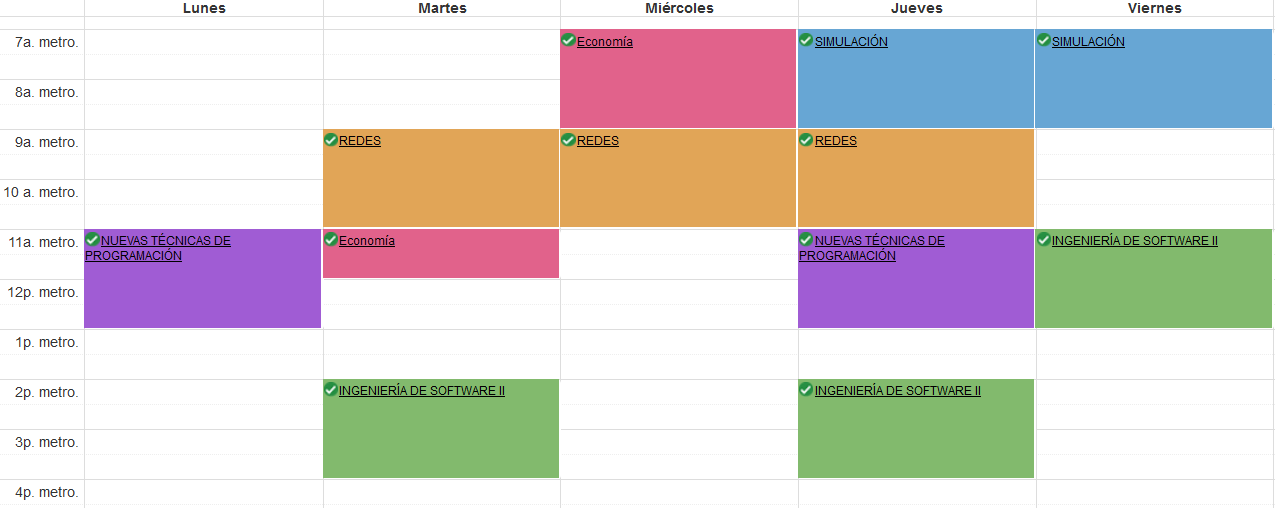 Lunes Martes Miércoles Jueves Viernes
7a. metro. Economía SIMULACIÓN SIMULACIÓN
8a. metro.
9a. metro. REDES REDES REDES
10 a. metro.
11a. metro. NUEVAS TÉCNICAS DE Economía NUEVAS TÉCNICAS DE INGENIERÍA DE SOFTWARE II
PROGRAMACIÓN PROGRAMACIÓN
12p. metro.
1p. metro.
2p. metro. INGENIERÍA DE SOFTWARE II INGENIERÍA DE SOFTWARE II
3p. metro.
4p. metro.